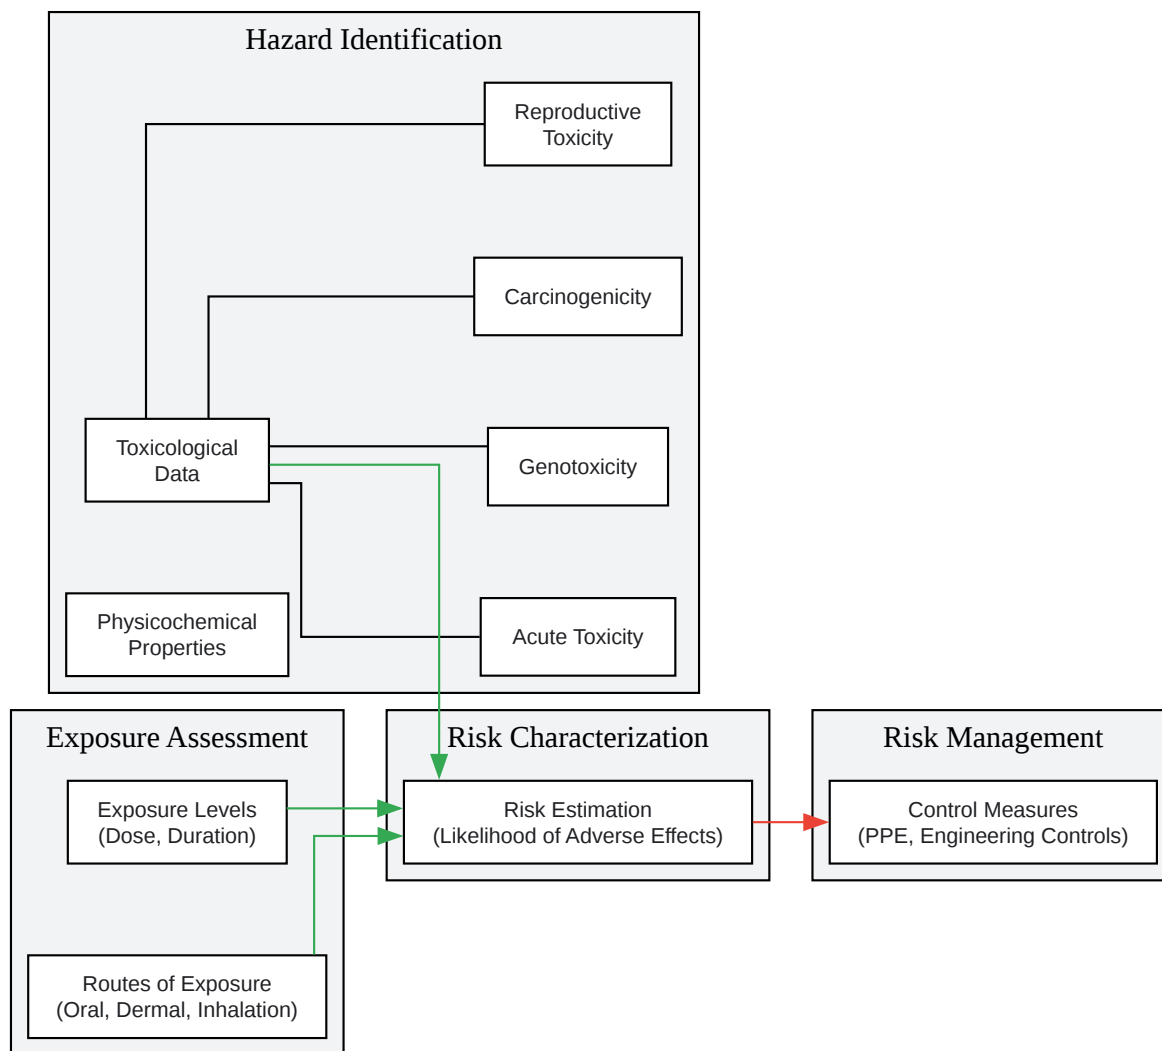 Hazard Identification
Reproductive
Toxicity
Carcinogenicity
Toxicological
Data
Genotoxicity
Physicochemical
Properties
Acute Toxicity
Exposure Assessment
Exposure Levels
(Dose, Duration)
Routes of Exposure
(Oral, Dermal, Inhalation)
Risk Characterization
Risk Estimation
(Likelihood of Adverse Effects)
Risk Management
Control Measures
(PPE, Engineering Controls)